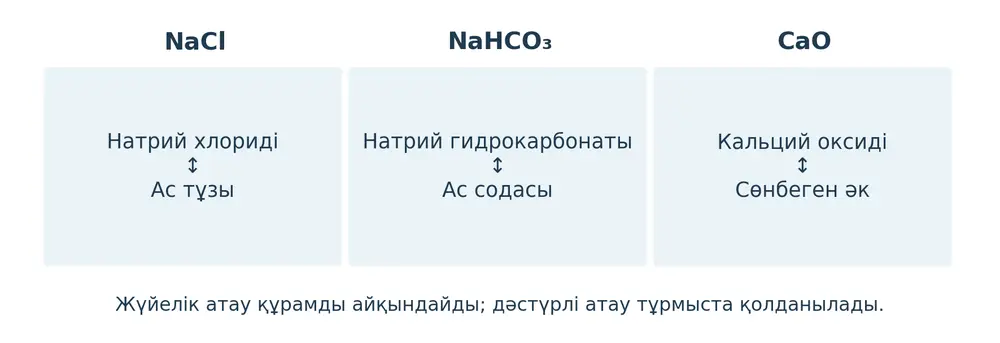 NaCl
Натрий хлориді
↕
Ас тұзы
NaHCO₃
Натрий гидрокарбонаты
↕
Ас содасы
CaO
Кальций оксиді
↕
Сөнбеген әк
Жүйелік атау құрамды айқындайды; дәстүрлі атау тұрмыста қолданылады.